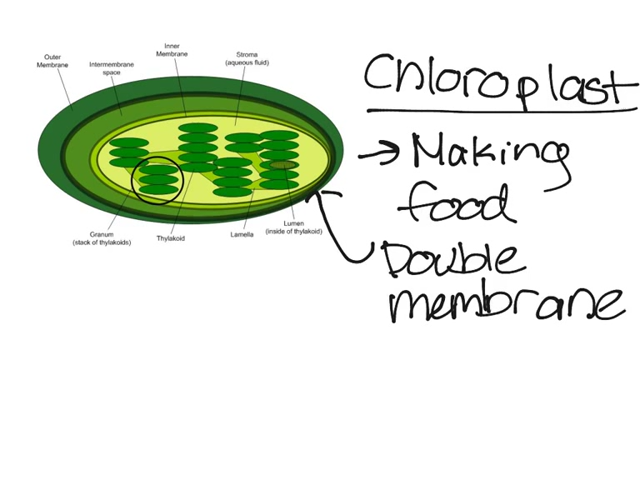 Inner
Membrane
Outer
Membrane
Intermembrane
space
Stroma
(aqueous fluid)
Chloroplast
→ Making
food
Granum
(stack of thylakoids)
Thylakoid
Lamella
Lumen
(inside of thylakoid)
Double
membrane